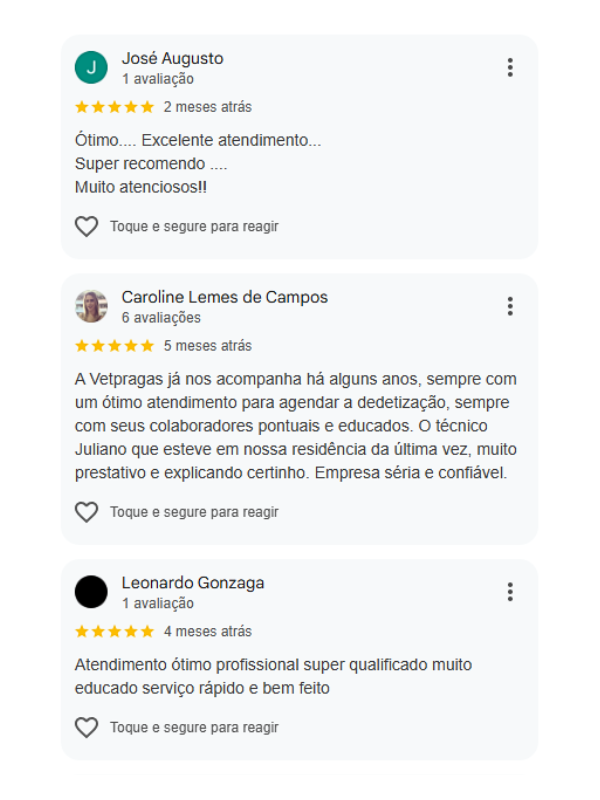 J
José Augusto
1 avaliação
2 meses atrás
Ótimo.... Excelente atendimento...
Super recomendo ....
Muito atenciosos!!
Toque e segure para reagir
Caroline Lemes de Campos
6 avaliações
5 meses atrás
A Vetpragas já nos acompanha há alguns anos, sempre com
um ótimo atendimento para agendar a dedetização, sempre
com seus colaboradores pontuais e educados. O técnico
Juliano que esteve em nossa residência da última vez, muito
prestativo e explicando certinho. Empresa séria e confiável.
Toque e segure para reagir
Leonardo Gonzaga
1 avaliação
4 meses atrás
Atendimento ótimo profissional super qualificado muito
educado serviço rápido e bem feito
Toque e segure para reagir